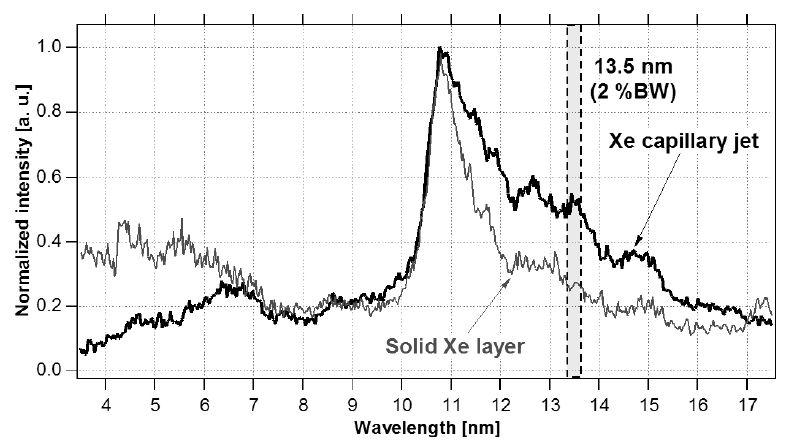 1.0
0.8
0.6
0.4
0.2
0.0
Normalized intensity [a. u.]
13.5 nm
(2 %BW)
Xe capillary jet
Solid Xe layer
4 5 6 7 8 9 10 11 12 13 14 15 16 17
Wavelength [nm]